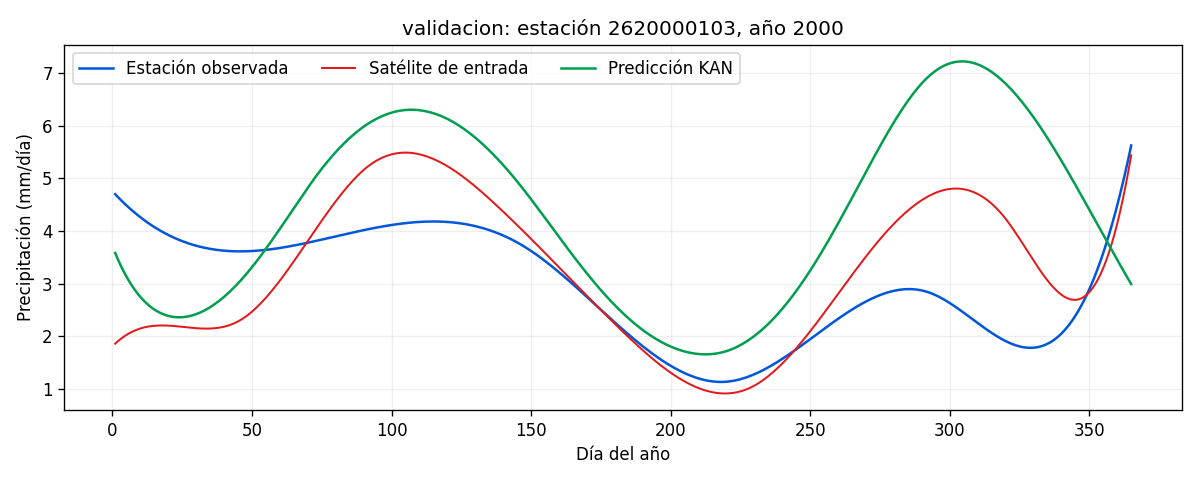 validacion: estación 2620000103, año 2000
Estación observada
Satélite de entrada
Predicción KAN
Precipitación (mm/día)
7
6
5
4
3
2
1
0
50
100
150
200
250
300
350
Día del año